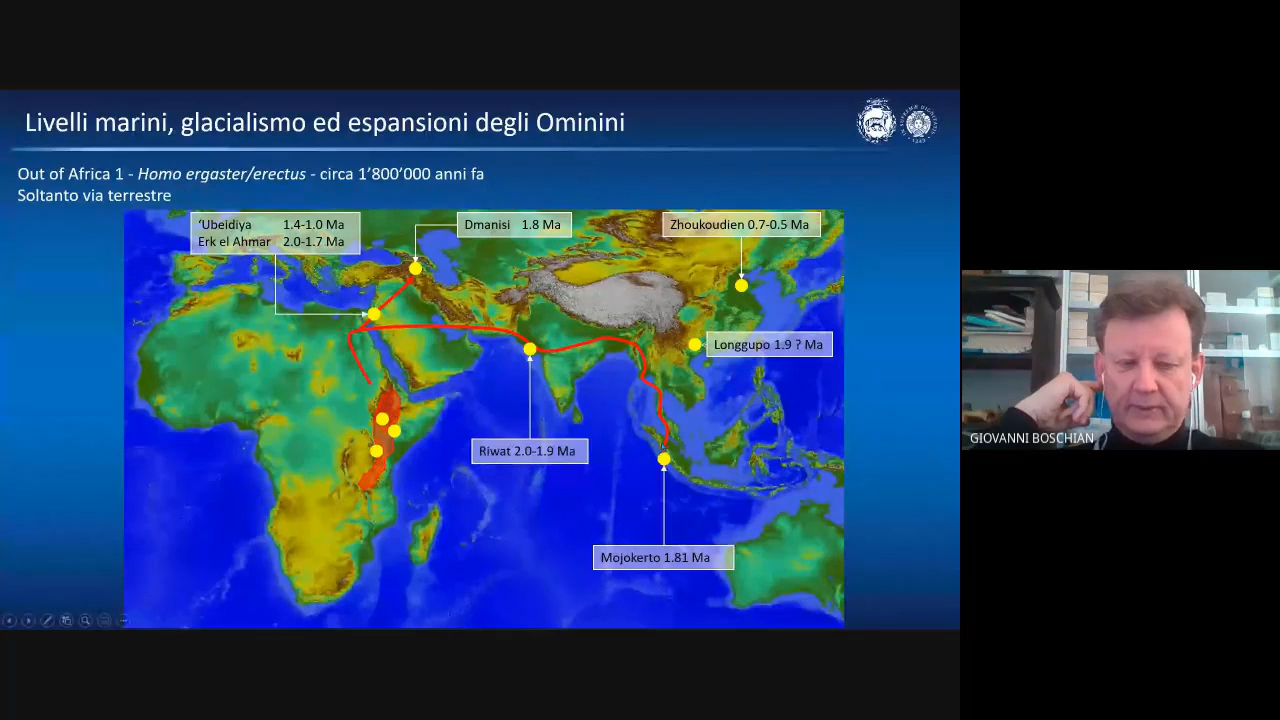 Livelli marini, glacialismo ed espansioni degli Ominini
Out of Africa 1 - Homo ergaster/erectus - circa 1’800’000 anni fa
Soltanto via terrestre
‘Ubeidiya 1.4-1.0 Ma
Erk el Ahmar 2.0-1.7 Ma
Dmanisi 1.8 Ma
Zhoukoudien 0.7-0.5 Ma
Longgupo 1.9 ? Ma
Riwat 2.0-1.9 Ma
Mojokerto 1.81 Ma
GIOVANNI BOSCHIAN